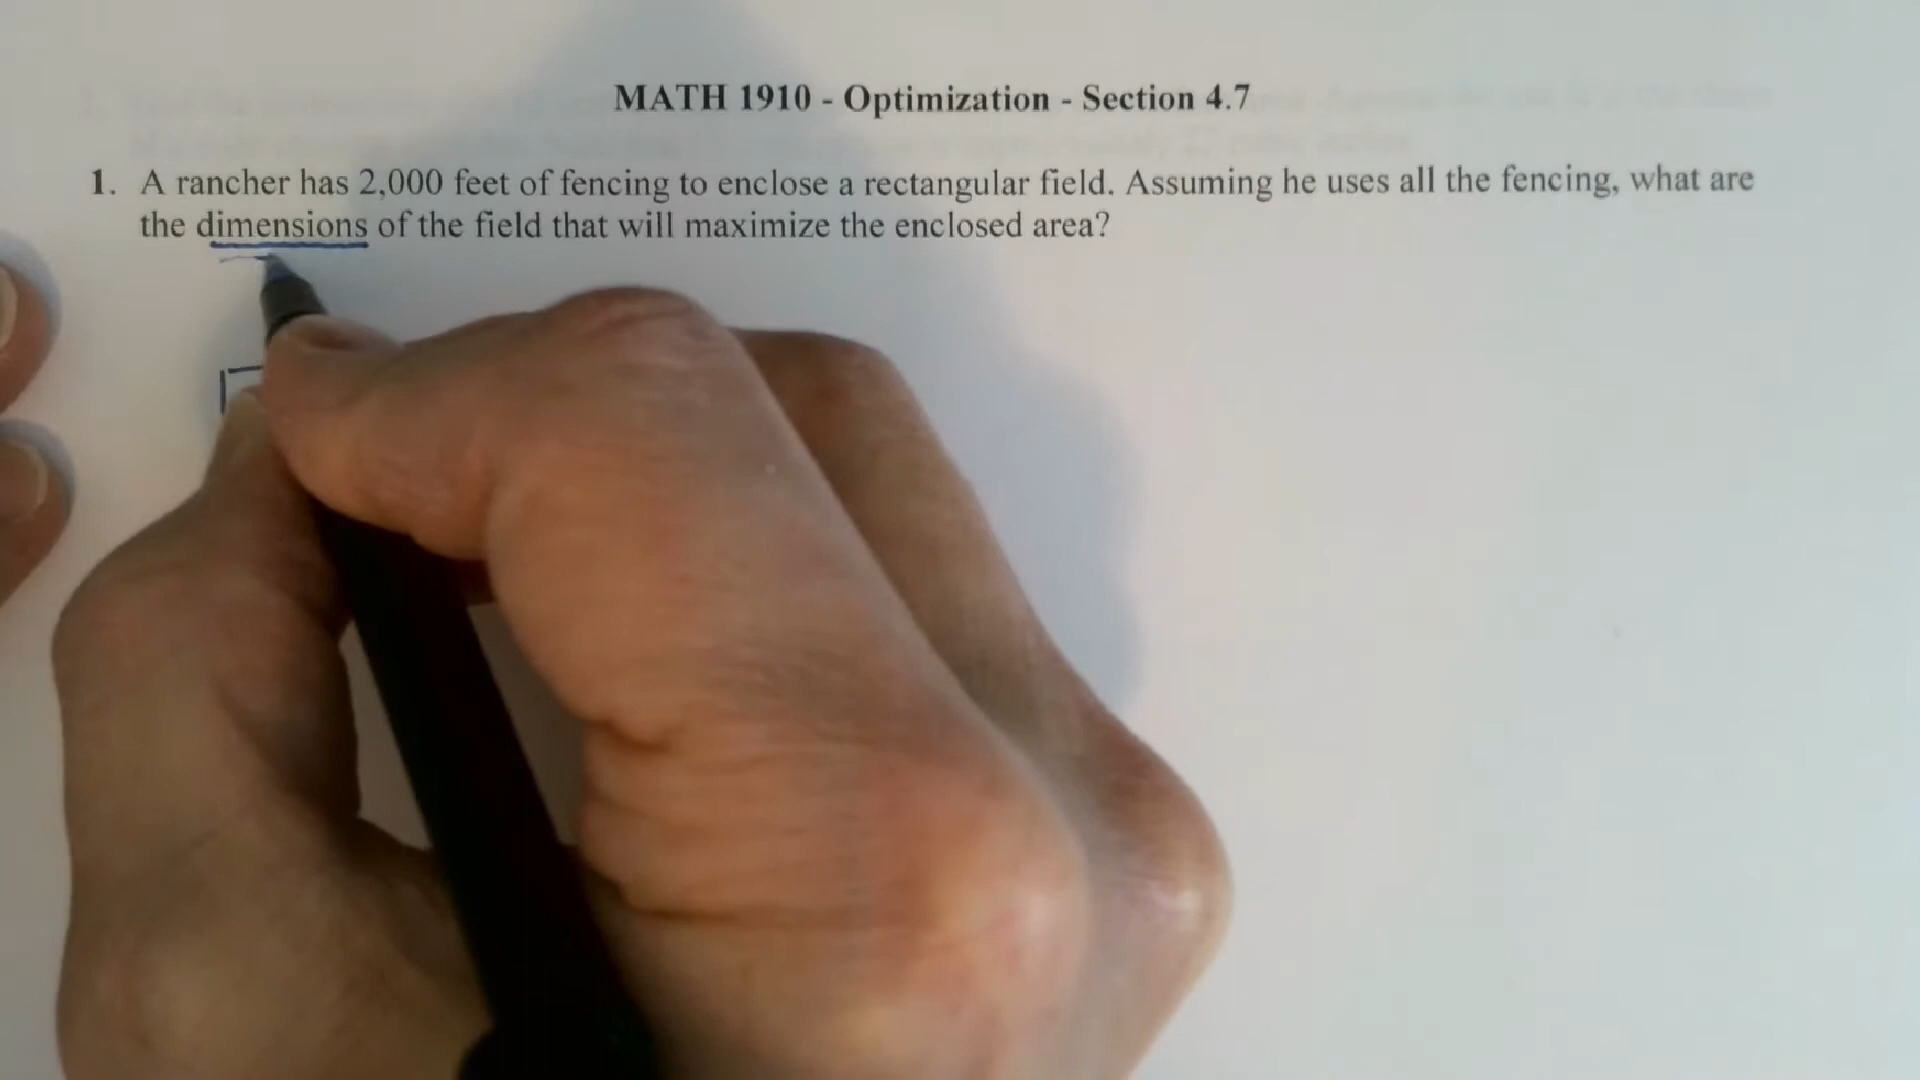 MATH 1910 - Optimization - Section 4.7
1. A rancher has 2,000 feet of fencing to enclose a rectangular field. Assuming he uses all the fencing, what are
the dimensions of the field that will maximize the enclosed area?